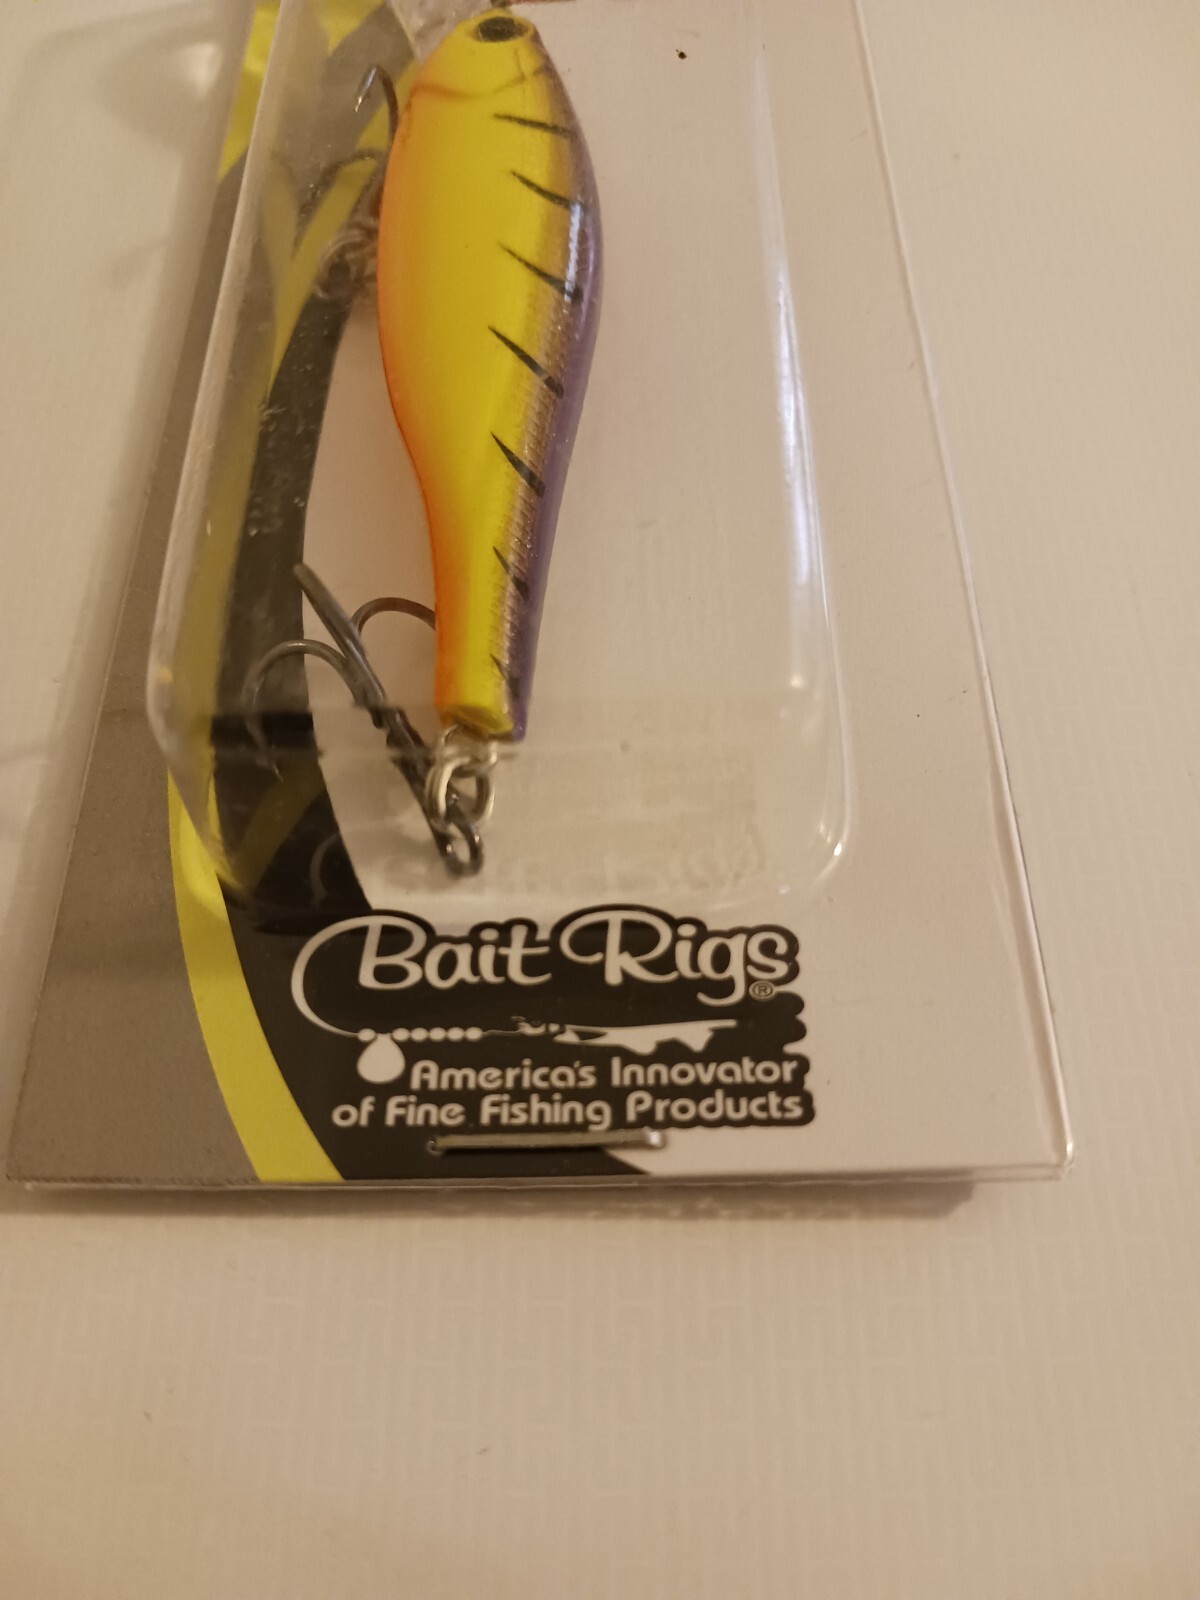 Bait Rigs®
America's Innovator
of Fine Fishing Products